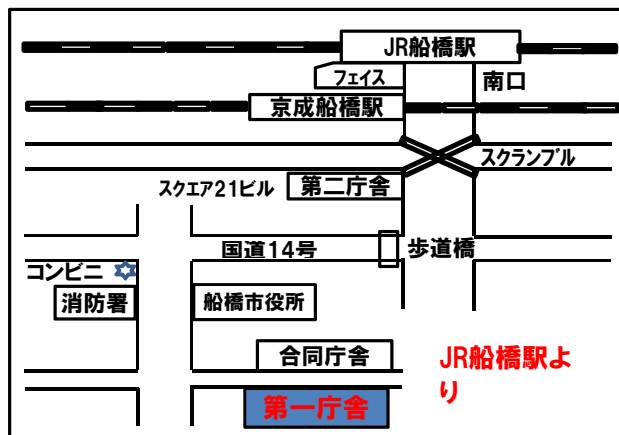 JR船橋駅
フェイス
南口
京成船橋駅
スクランブル
スクエア21ビル
第二庁舎
国道14号
歩道橋
コンビニ
消防署
船橋市役所
合同庁舎
JR船橋駅よ
り
第一庁舎